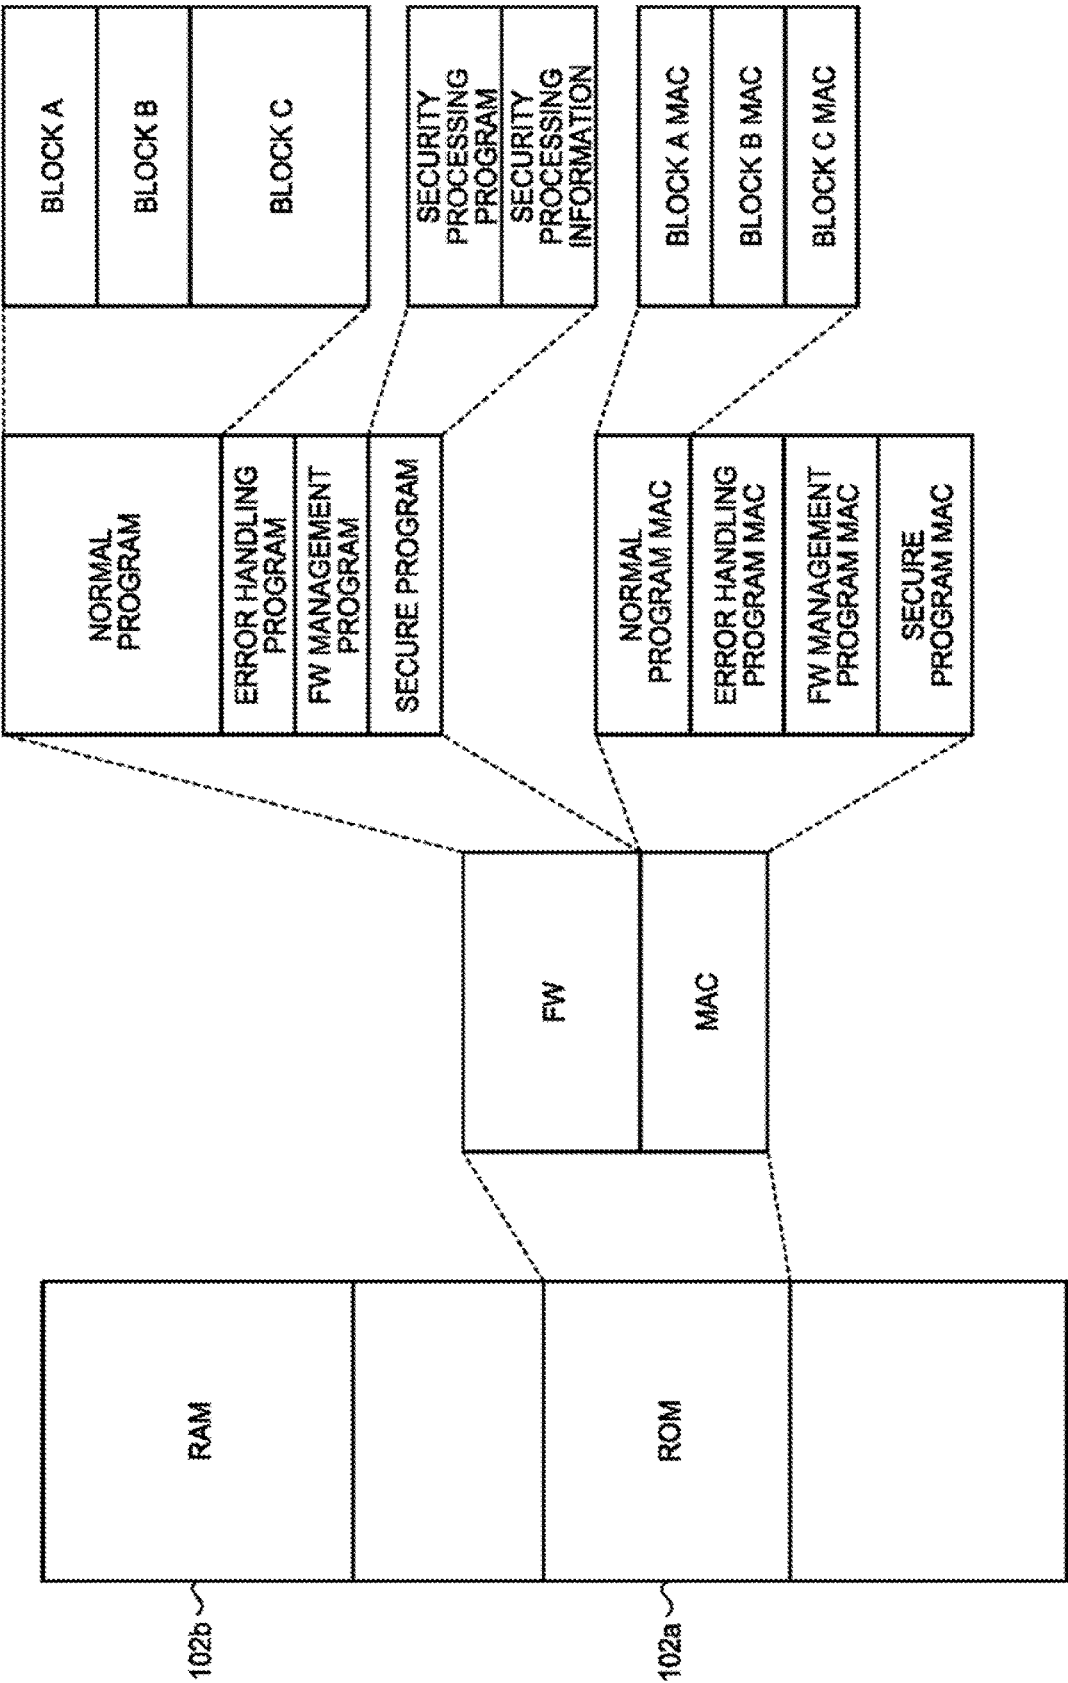 102b
RAM
102a
ROM
FW
MAC
NORMAL
PROGRAM
ERROR HANDLING
PROGRAM
FW MANAGEMENT
PROGRAM
SECURE PROGRAM
NORMAL
PROGRAM MAC
ERROR HANDLING
PROGRAM MAC
FW MANAGEMENT
PROGRAM MAC
SECURE
PROGRAM MAC
BLOCK A
BLOCK B
BLOCK C
SECURITY
PROCESSING
PROGRAM
SECURITY
PROCESSING
INFORMATION
BLOCK A MAC
BLOCK B MAC
BLOCK C MAC